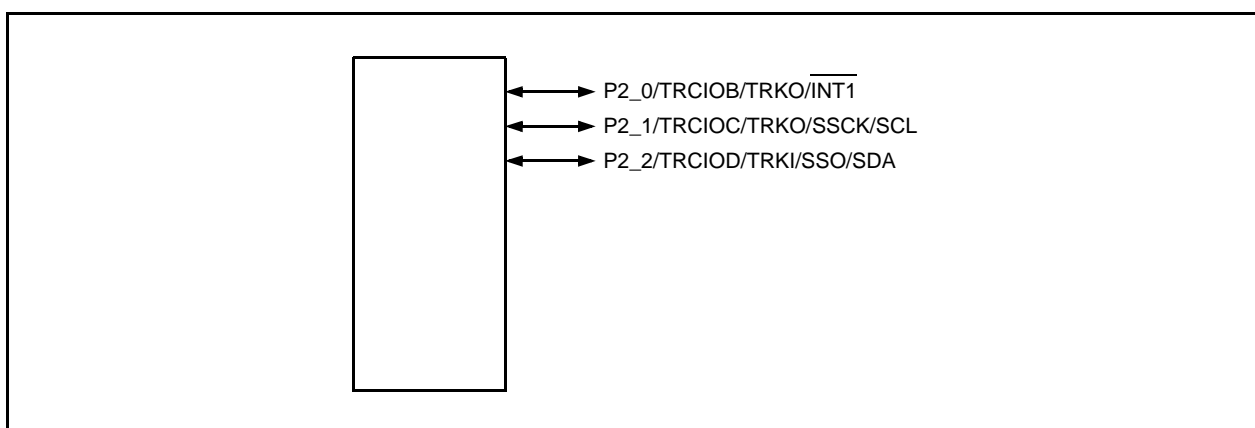 P2_0/TRCIOB/TRKO/INT1
P2_1/TRCIOC/TRKO/SSCK/SCL
P2_2/TRCIOD/TRKI/SSO/SDA